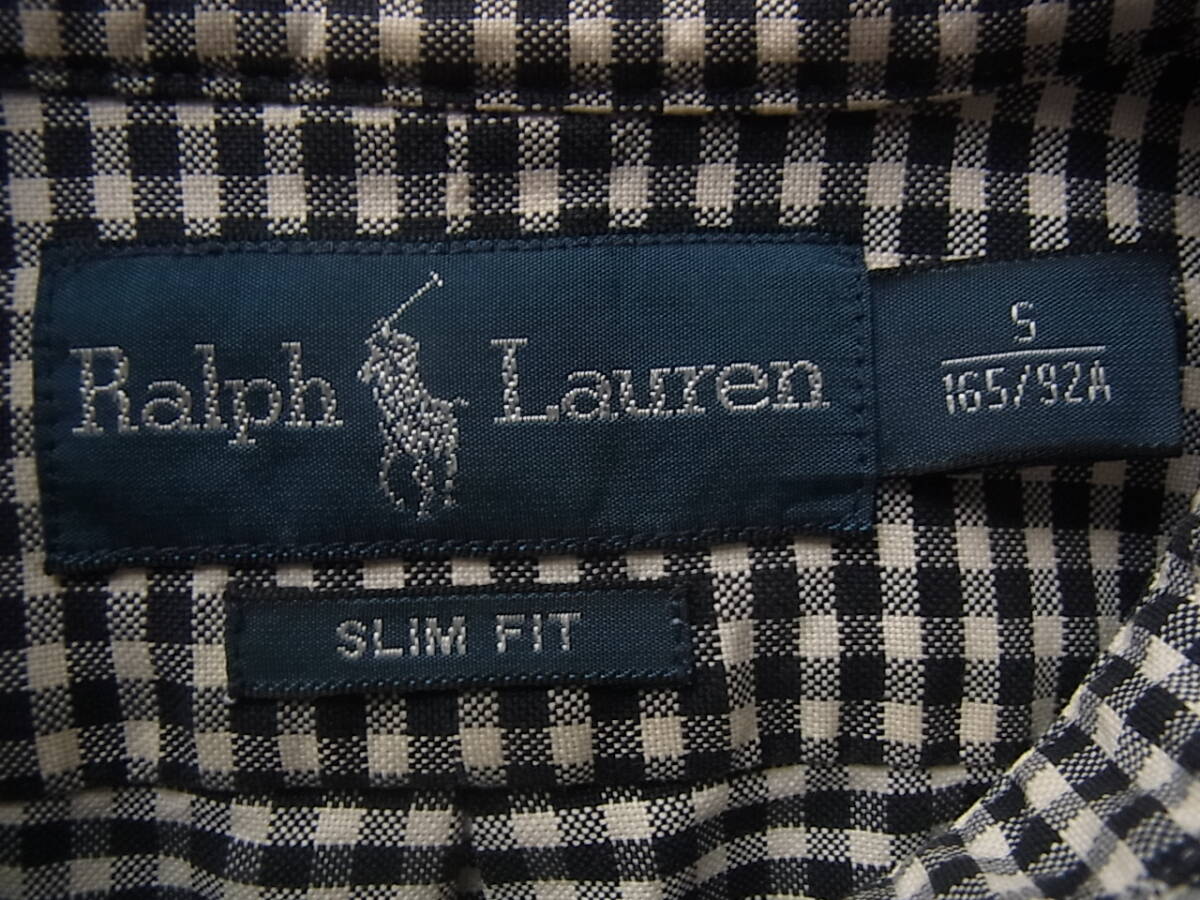 Ralph Lauren
S
165/92A
SLIM FIT